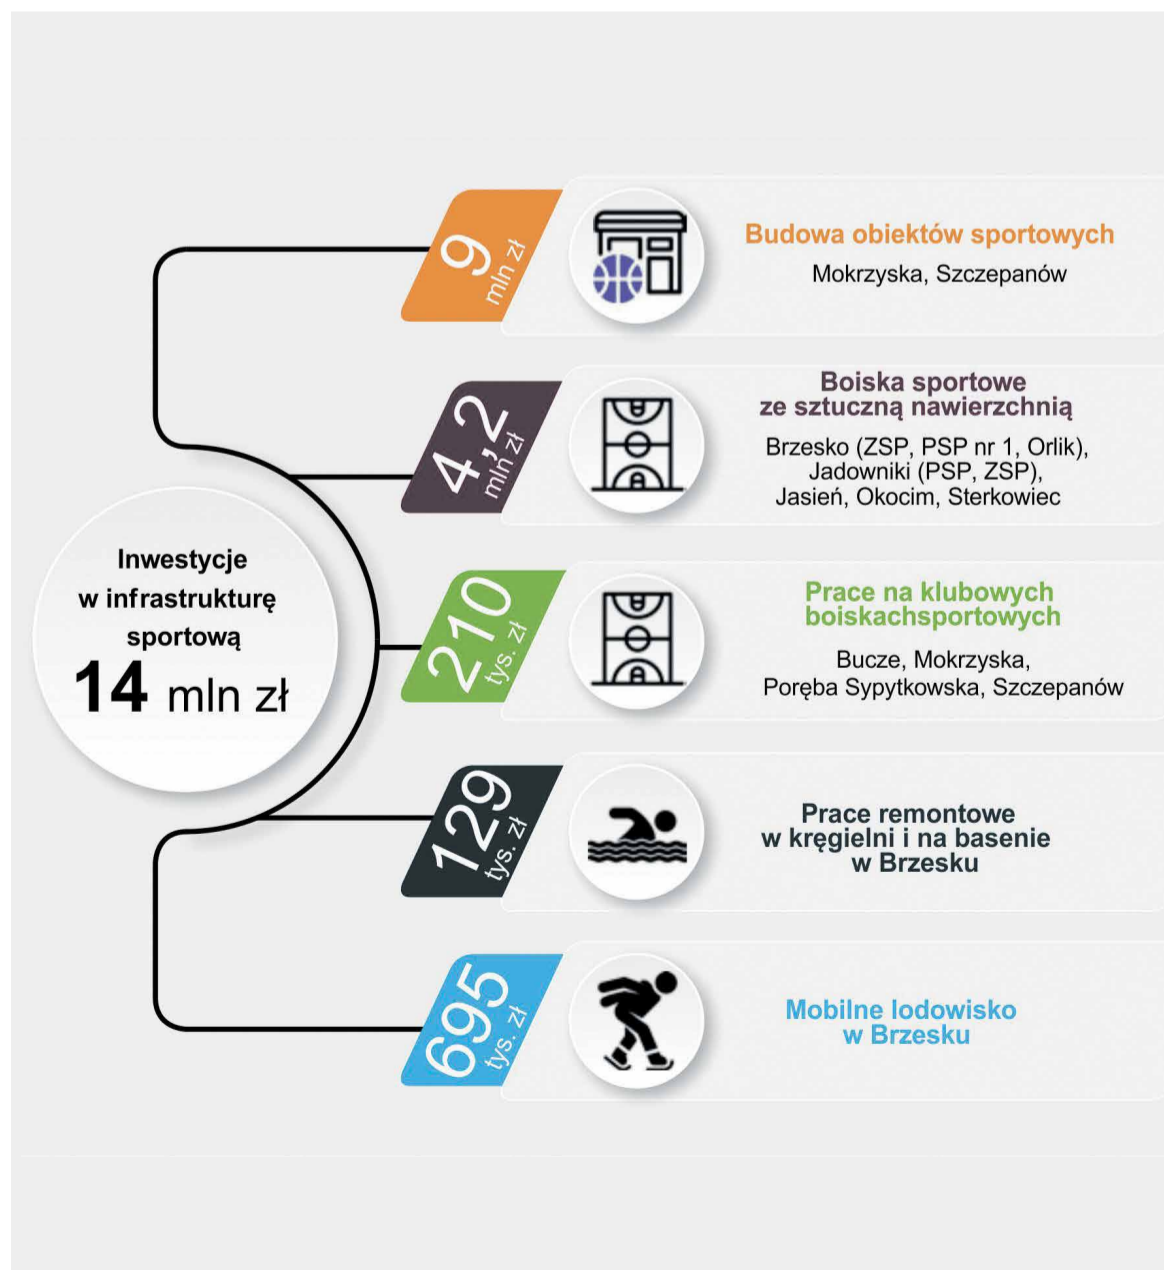 Inwestycje
w infrastrukturę
sportową
14 mln zł
9
mln zł
Budowa obiektów sportowych
Mokrzyska, Szczepanów
4,2
mln zł
Boiska sportowe
ze sztuczną nawierzchnią
Brzesko (ZSP, PSP nr 1, Orlik),
Jadowniki (PSP, ZSP),
Jasień, Okocim, Sterkowiec
210
tys. zł
Prace na klubowych
boiskachsportowych
Bucze, Mokrzyska,
Poręba Sypytkowska, Szczepanów
129
tys. zł
Prace remontowe
w kręgielni i na basenie
w Brzesku
695
tys. zł
Mobilne lodowisko
w Brzesku